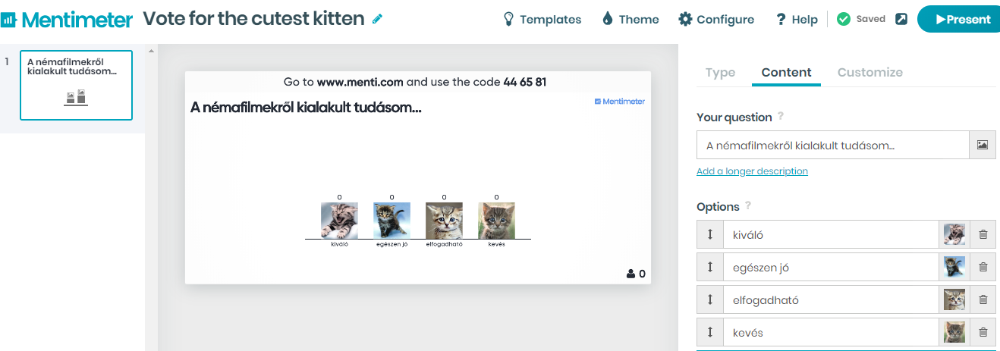 Mentimeter Vote for the cutest kitten Templates Theme Configure ? Help Saved Present
1
A némafilmekről
kialakult tudásom...
Go to www.menti.com and use the code 44 65 81
Mentimeter
A némafilmekről kialakult tudásom...
0 0 0 0
kiváló egészen jó elfogadható kevés
0
Type Content Customize
Your question ?
A némafilmekről kialakult tudásom...
Add a longer description
Options ?
kiváló
egészen jó
elfogadható
kevés